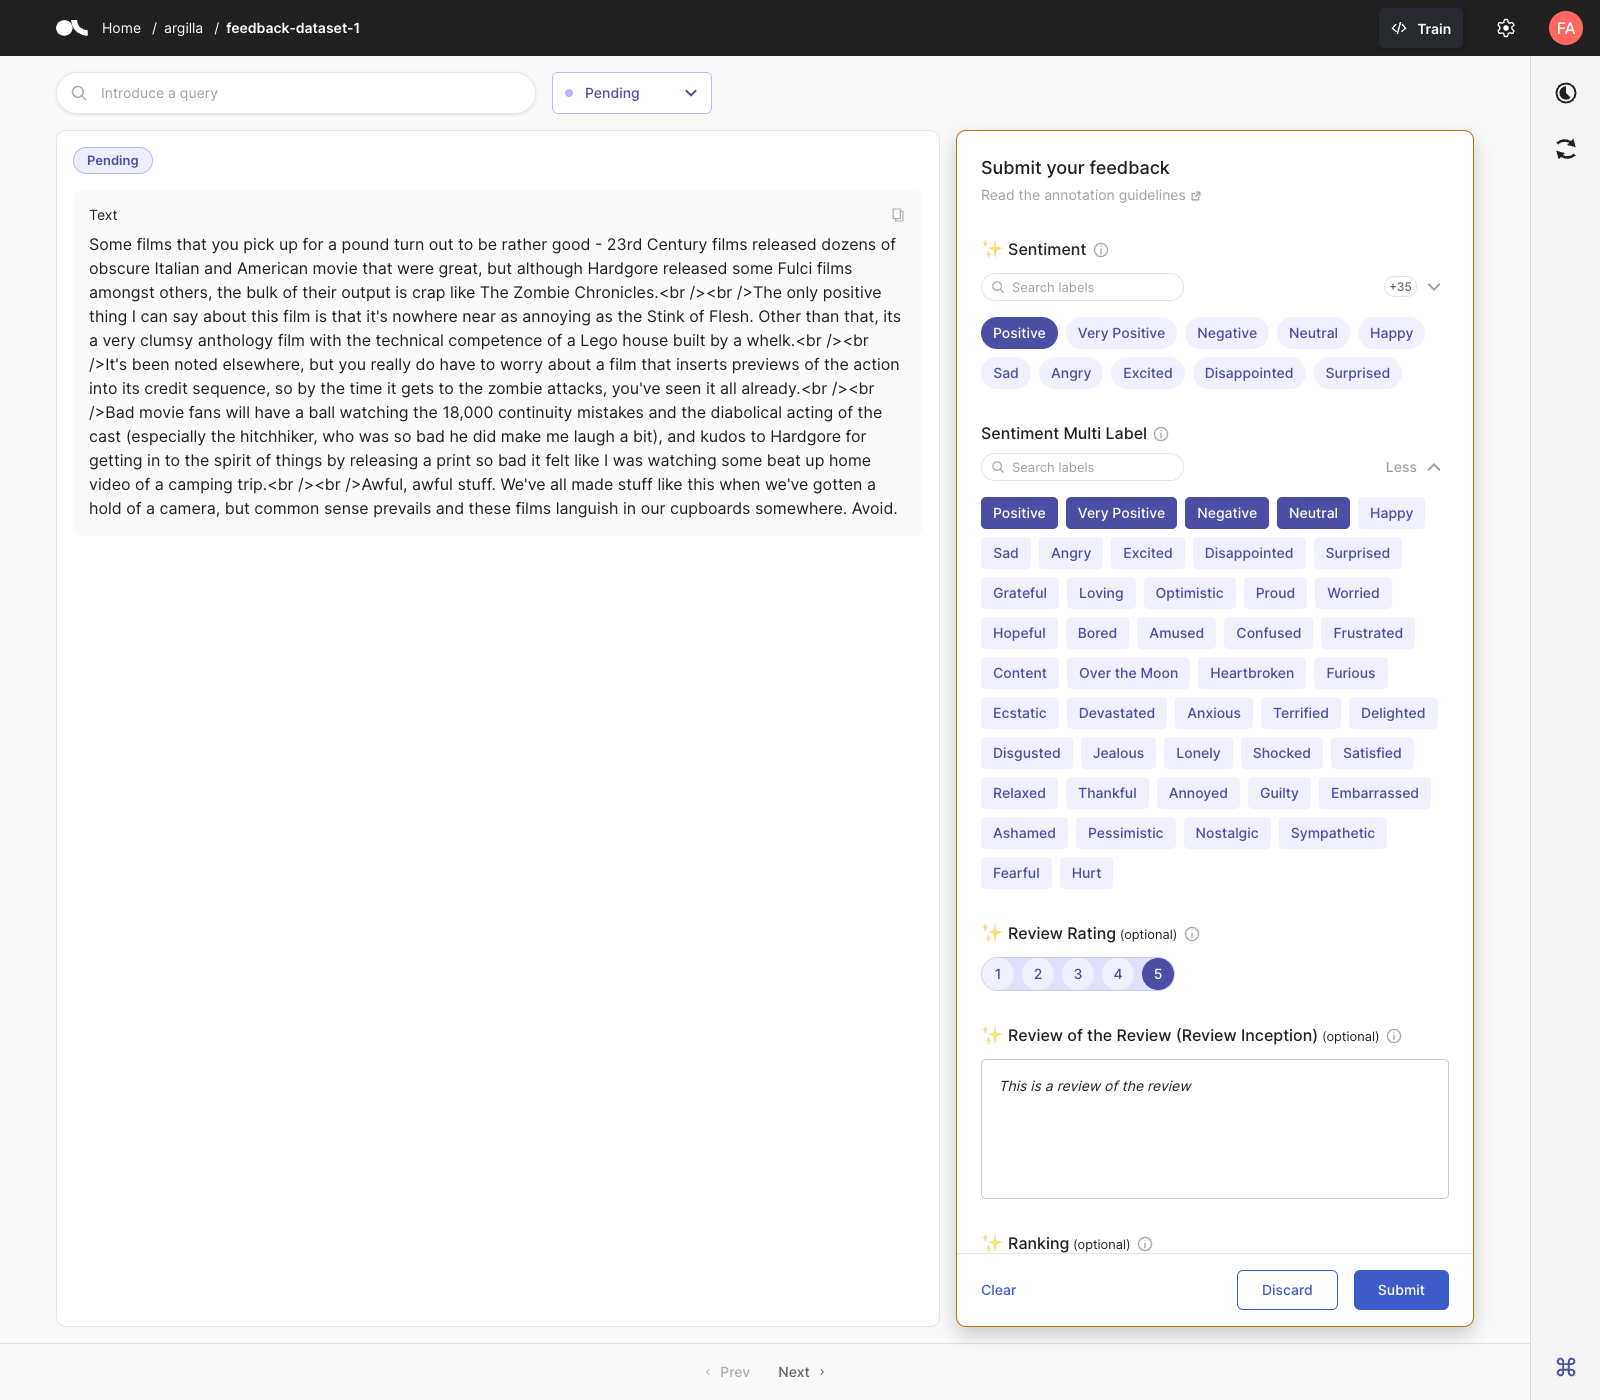 Home / argilla / feedback-dataset-1
Train
FA
Introduce a query
Pending
Pending
Text
Some films that you pick up for a pound turn out to be rather good - 23rd Century films released dozens of
obscure Italian and American movie that were great, but although Hardgore released some Fulci films
amongst others, the bulk of their output is crap like The Zombie Chronicles.<br /><br />The only positive
thing I can say about this film is that it's nowhere near as annoying as the Stink of Flesh. Other than that, its
a very clumsy anthology film with the technical competence of a Lego house built by a whelk.<br /><br
/>It's been noted elsewhere, but you really do have to worry about a film that inserts previews of the action
into its credit sequence, so by the time it gets to the zombie attacks, you've seen it all already.<br /><br
/>Bad movie fans will have a ball watching the 18,000 continuity mistakes and the diabolical acting of the
cast (especially the hitchhiker, who was so bad he did make me laugh a bit), and kudos to Hardgore for
getting in to the spirit of things by releasing a print so bad it felt like I was watching some beat up home
video of a camping trip.<br /><br />Awful, awful stuff. We've all made stuff like this when we've gotten a
hold of a camera, but common sense prevails and these films languish in our cupboards somewhere. Avoid.
Submit your feedback
Read the annotation guidelines
✨ Sentiment
Search labels
+35
Positive Very Positive Negative Neutral Happy
Sad Angry Excited Disappointed Surprised
Sentiment Multi Label
Search labels
Less
Positive Very Positive Negative Neutral Happy
Sad Angry Excited Disappointed Surprised
Grateful Loving Optimistic Proud Worried
Hopeful Bored Amused Confused Frustrated
Content Over the Moon Heartbroken Furious
Ecstatic Devastated Anxious Terrified Delighted
Disgusted Jealous Lonely Shocked Satisfied
Relaxed Thankful Annoyed Guilty Embarrassed
Ashamed Pessimistic Nostalgic Sympathetic
Fearful Hurt
✨ Review Rating (optional)
1 2 3 4 5
✨ Review of the Review (Review Inception) (optional)
This is a review of the review
✨ Ranking (optional)
Clear
Discard
Submit
‹ Prev
Next ›